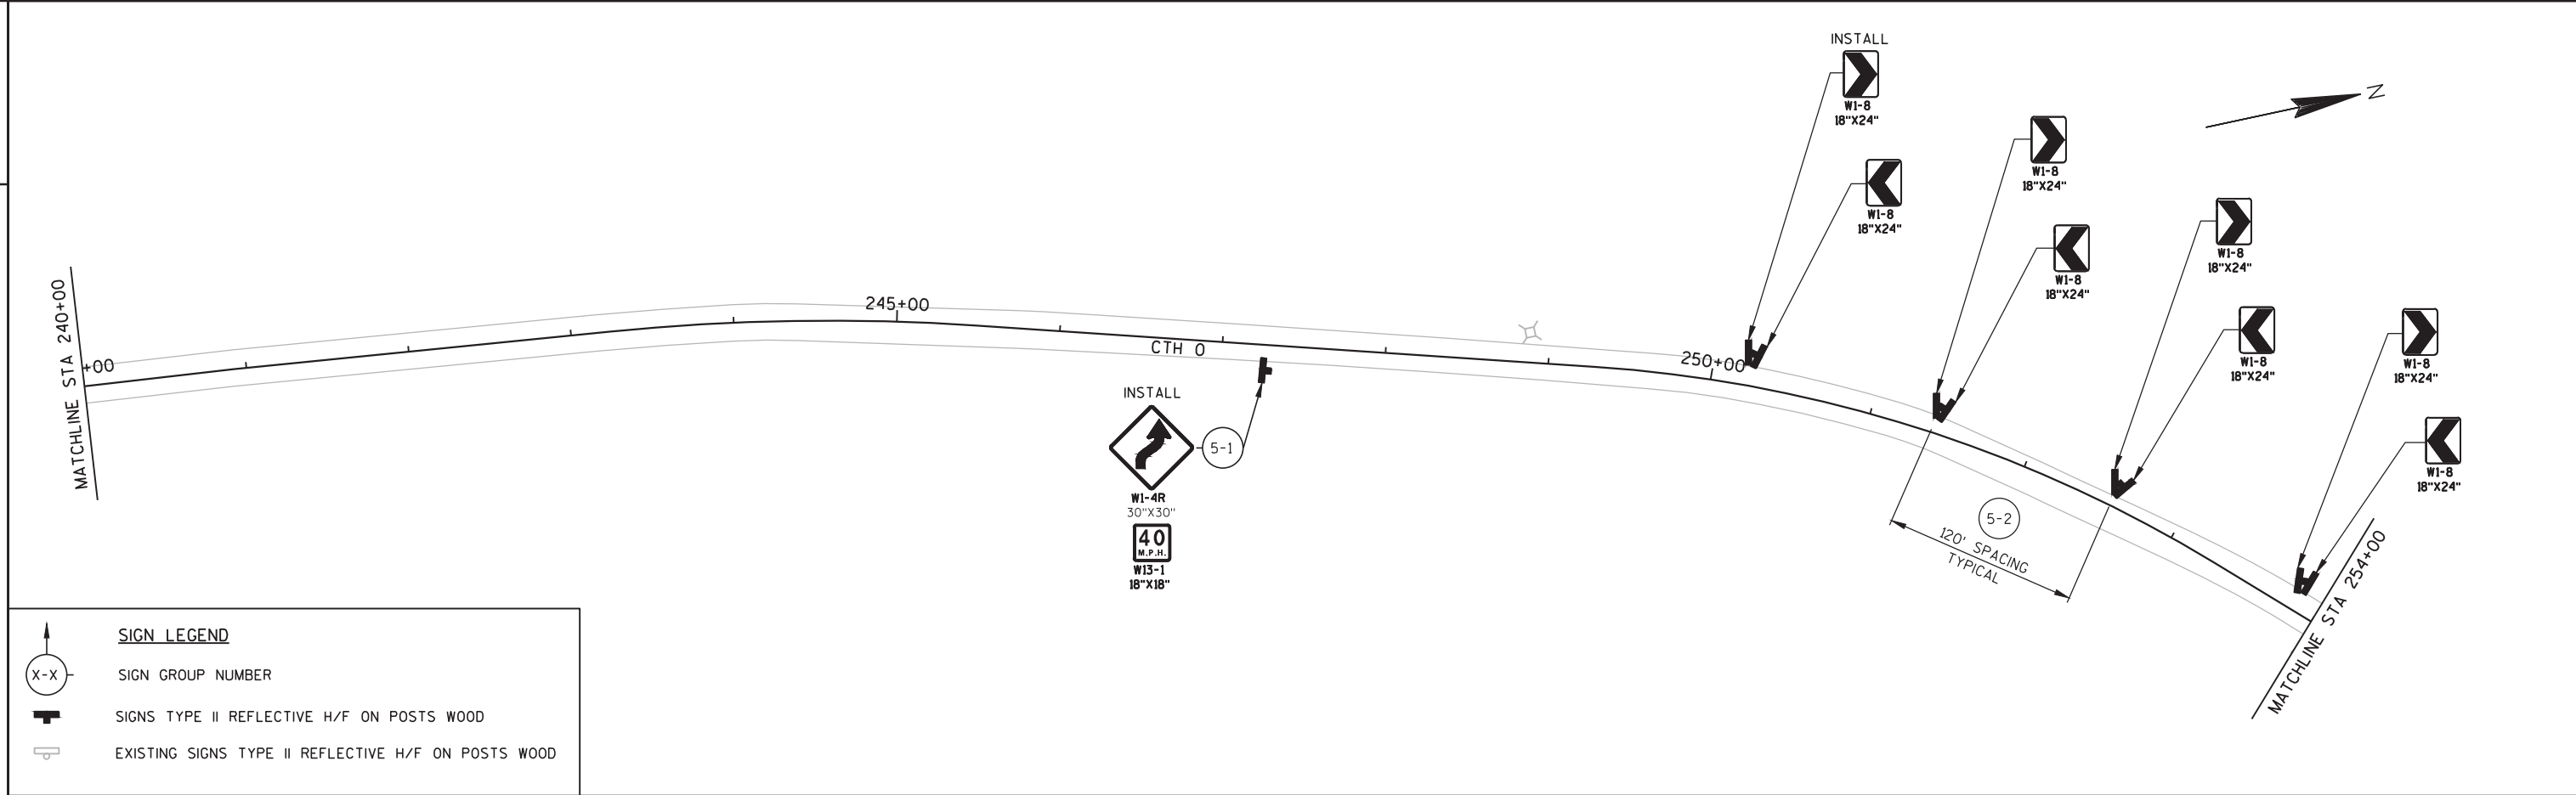 INSTALL
W1-8
18"X24"
N
W1-8
18"X24"
W1-8
18"X24"
W1-8
18"X24"
W1-8
18"X24"
W1-8
18"X24"
W1-8
18"X24"
W1-8
18"X24"
MATCHLINE STA 240+00
+00
245+00
CTH O
250+00
INSTALL
5-1
W1-4R
30"X30"
40
M.P.H.
W13-1
18"X18"
5-2
120' SPACING
TYPICAL
MATCHLINE STA 254+00
SIGN LEGEND
X-X
SIGN GROUP NUMBER
SIGNS TYPE II REFLECTIVE H/F ON POSTS WOOD
EXISTING SIGNS TYPE II REFLECTIVE H/F ON POSTS WOOD